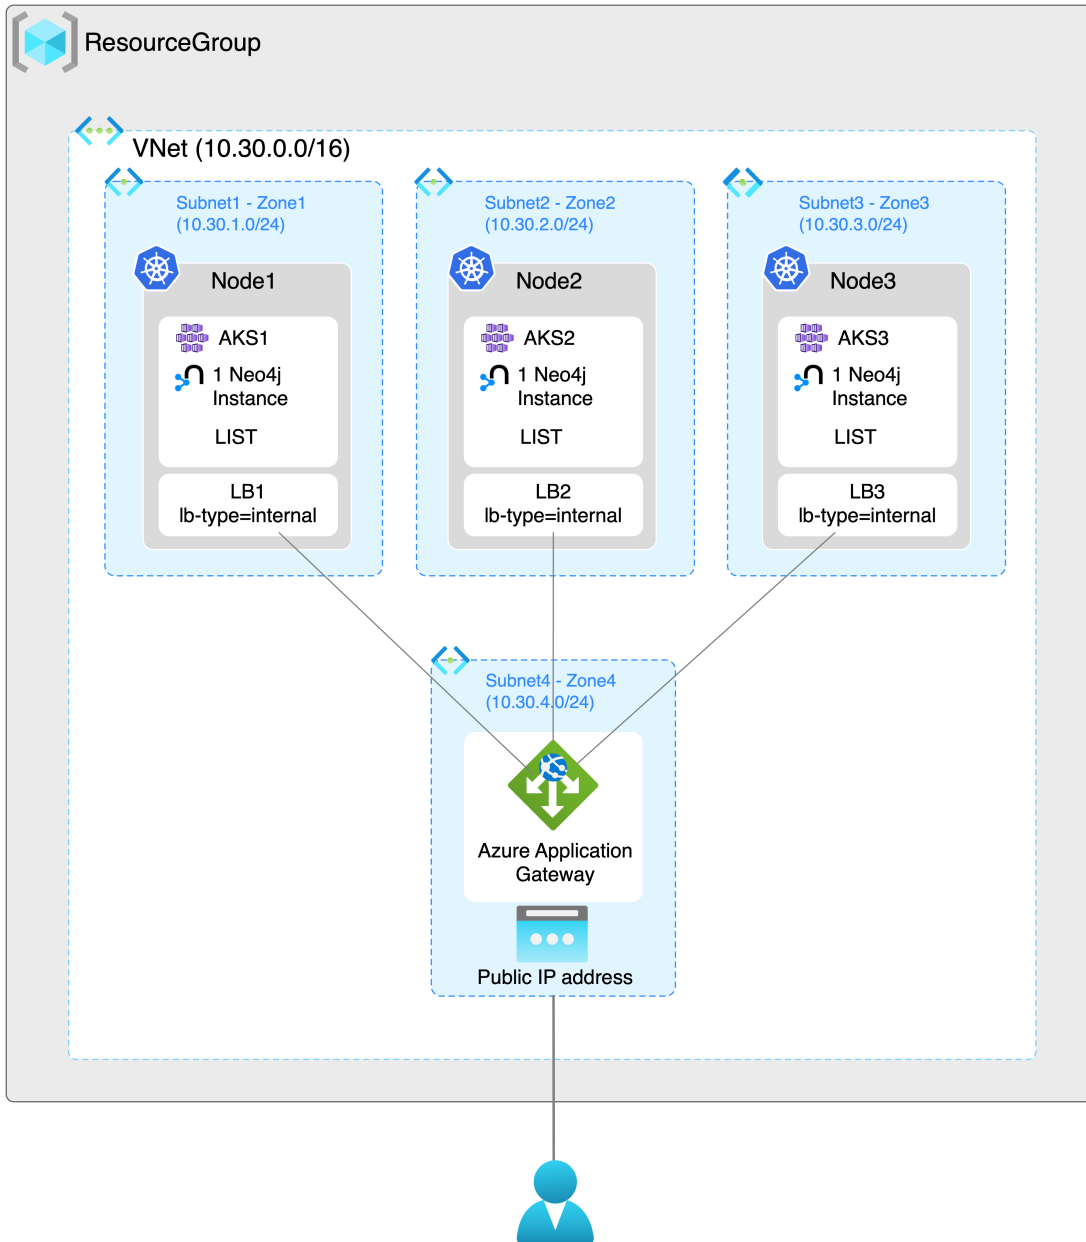 ResourceGroup
VNet (10.30.0.0/16)
Subnet1 - Zone1
(10.30.1.0/24)
Node1
AKS1
1 Neo4j
Instance
LIST
LB1
lb-type=internal
Subnet2 - Zone2
(10.30.2.0/24)
Node2
AKS2
1 Neo4j
Instance
LIST
LB2
lb-type=internal
Subnet3 - Zone3
(10.30.3.0/24)
Node3
AKS3
1 Neo4j
Instance
LIST
LB3
lb-type=internal
Subnet4 - Zone4
(10.30.4.0/24)
Azure Application
Gateway
Public IP address